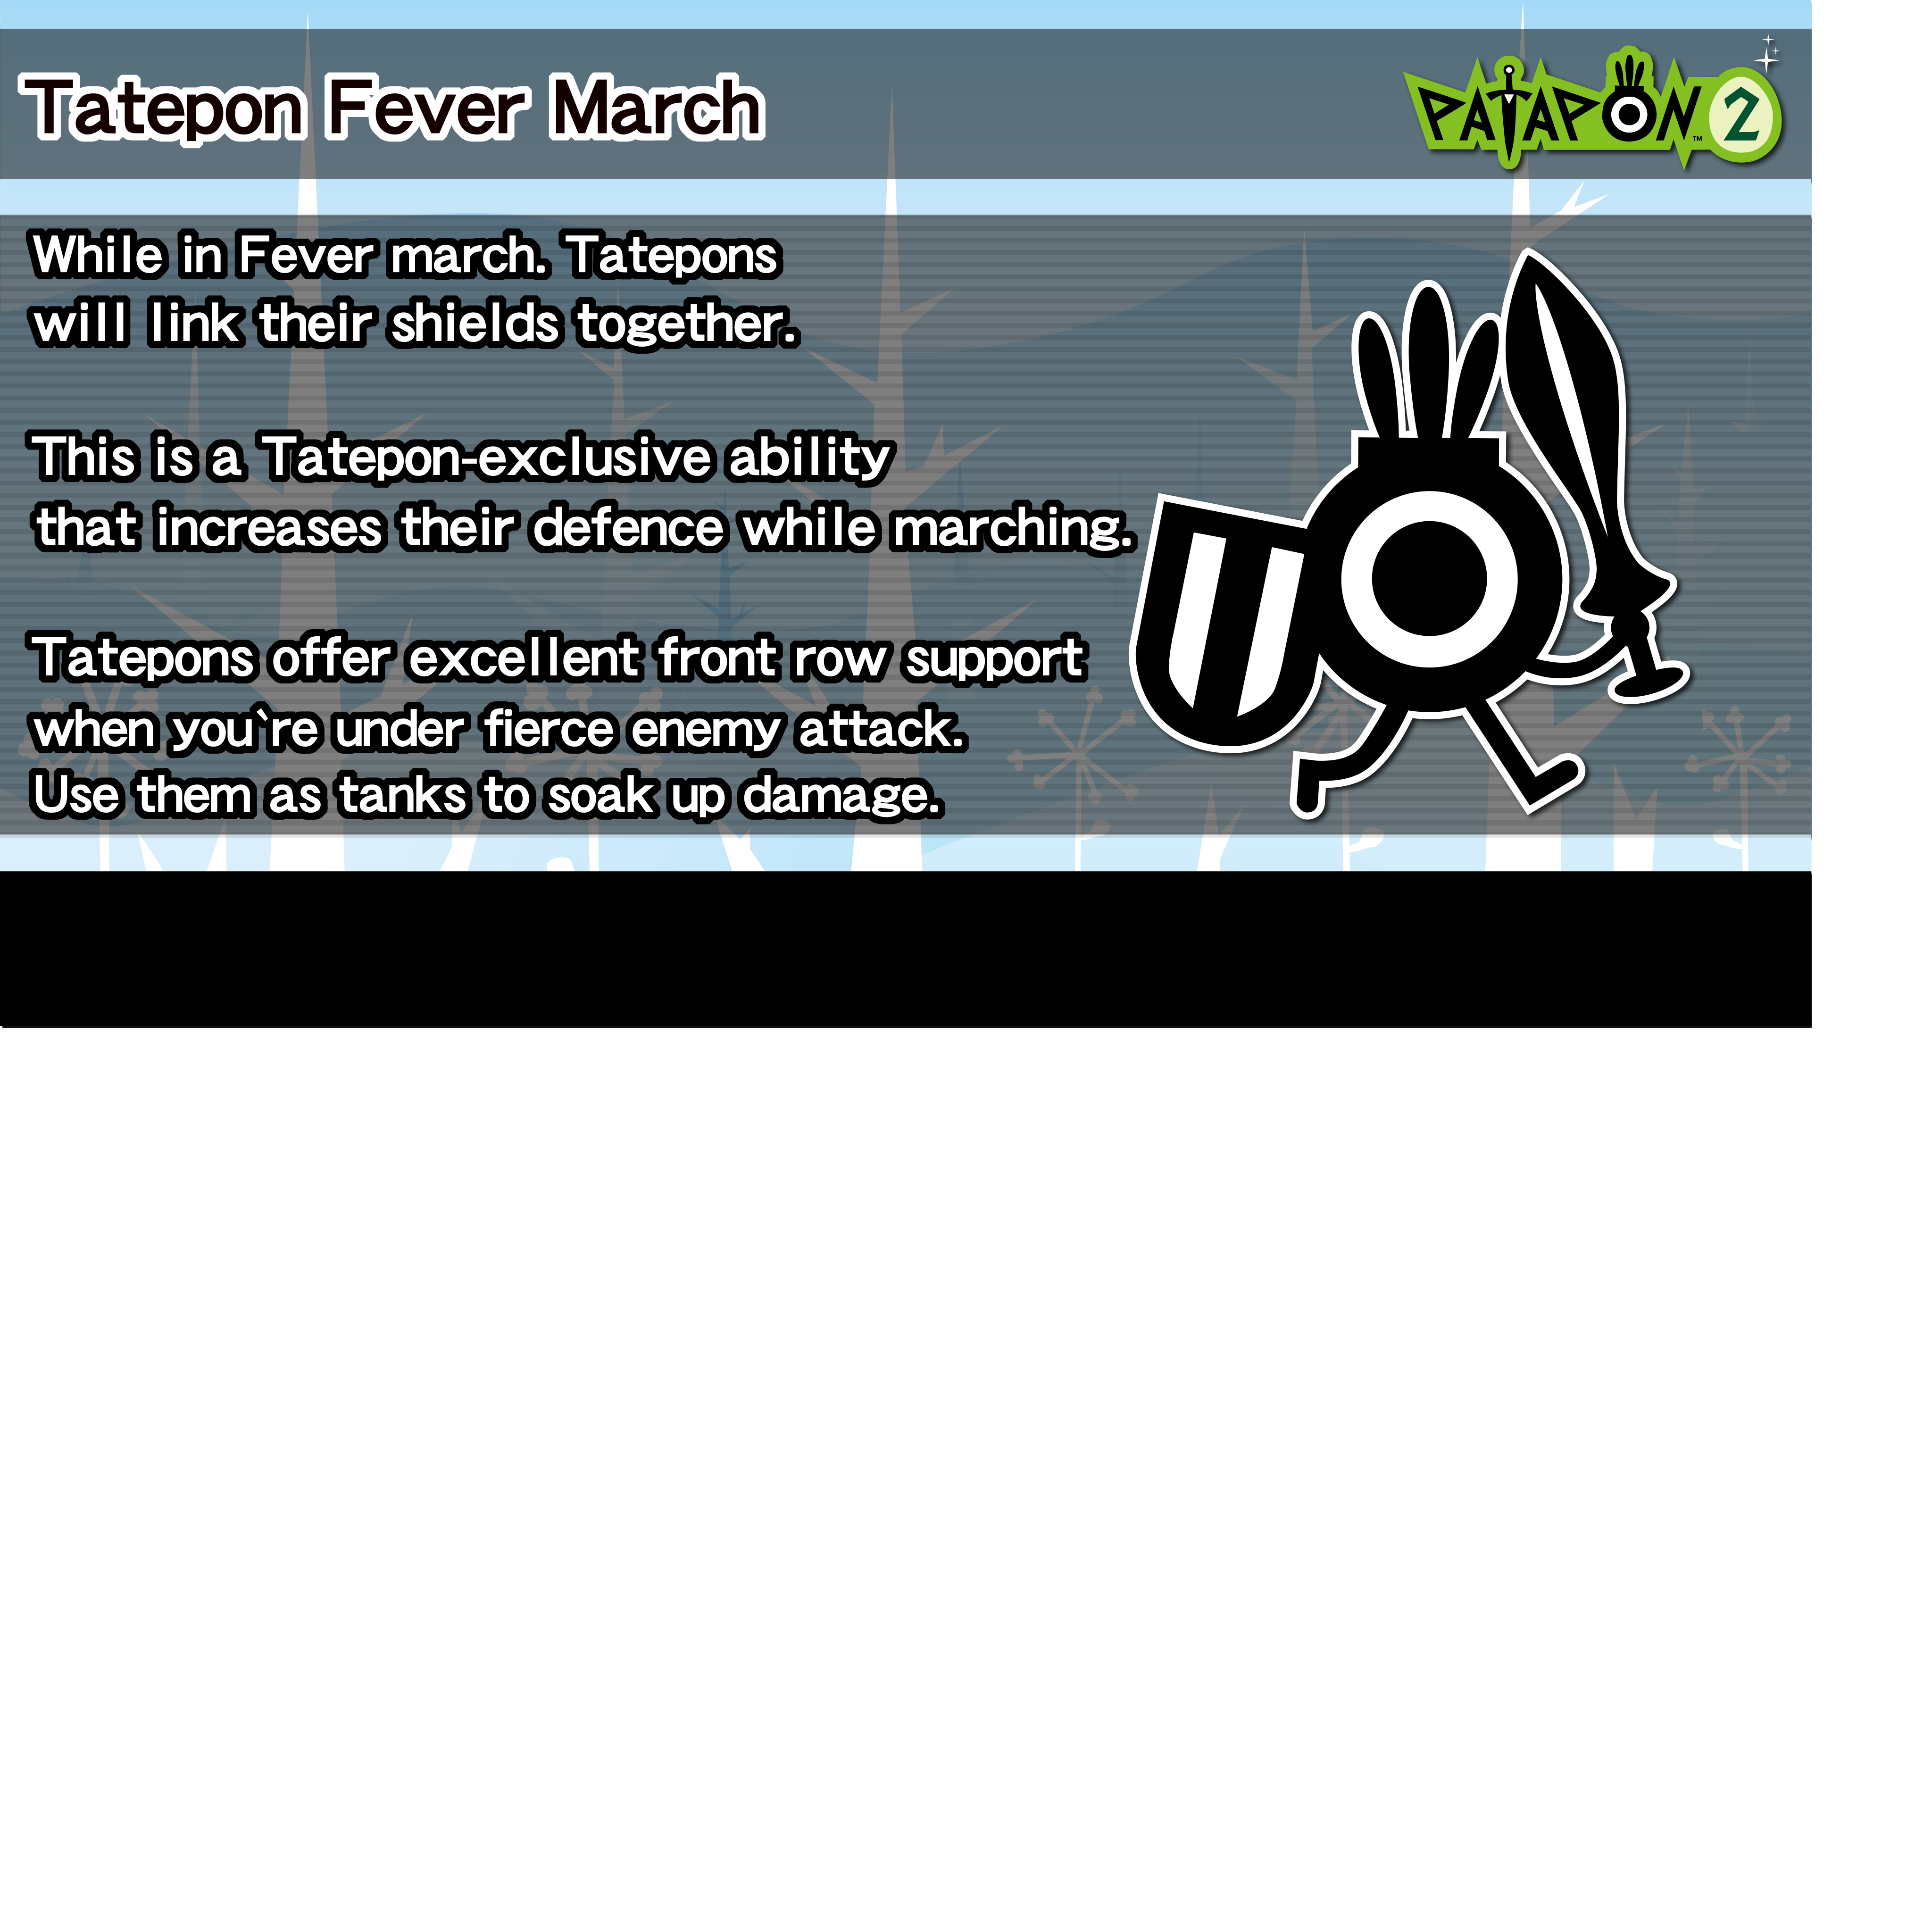 Tatepon Fever March
PATAPON™ 2
While in Fever march. Tatepons
will link their shields together.
This is a Tatepon-exclusive ability
that increases their defence while marching.
Tatepons offer excellent front row support
when you`re under fierce enemy attack.
Use them as tanks to soak up damage.